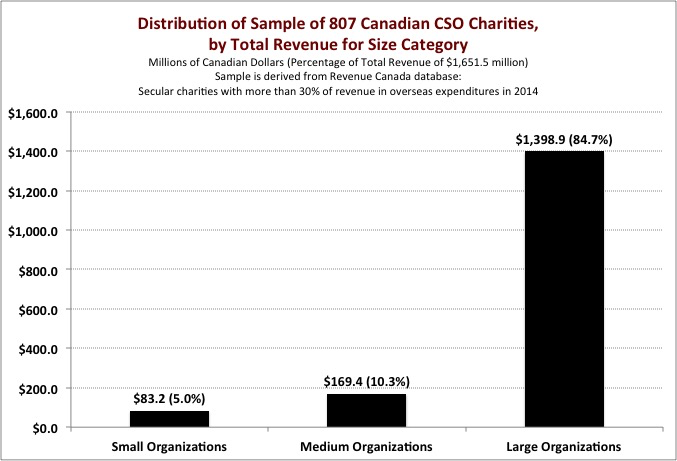 Distribution of Sample of 807 Canadian CSO Charities,
by Total Revenue for Size Category
Millions of Canadian Dollars (Percentage of Total Revenue of $1,651.5 million)
Sample is derived from Revenue Canada database:
Secular charities with more than 30% of revenue in overseas expenditures in 2014
$1,600.0
$1,400.0
$1,200.0
$1,000.0
$800.0
$600.0
$400.0
$200.0
$0.0
$83.2 (5.0%)
$169.4 (10.3%)
$1,398.9 (84.7%)
Small Organizations
Medium Organizations
Large Organizations